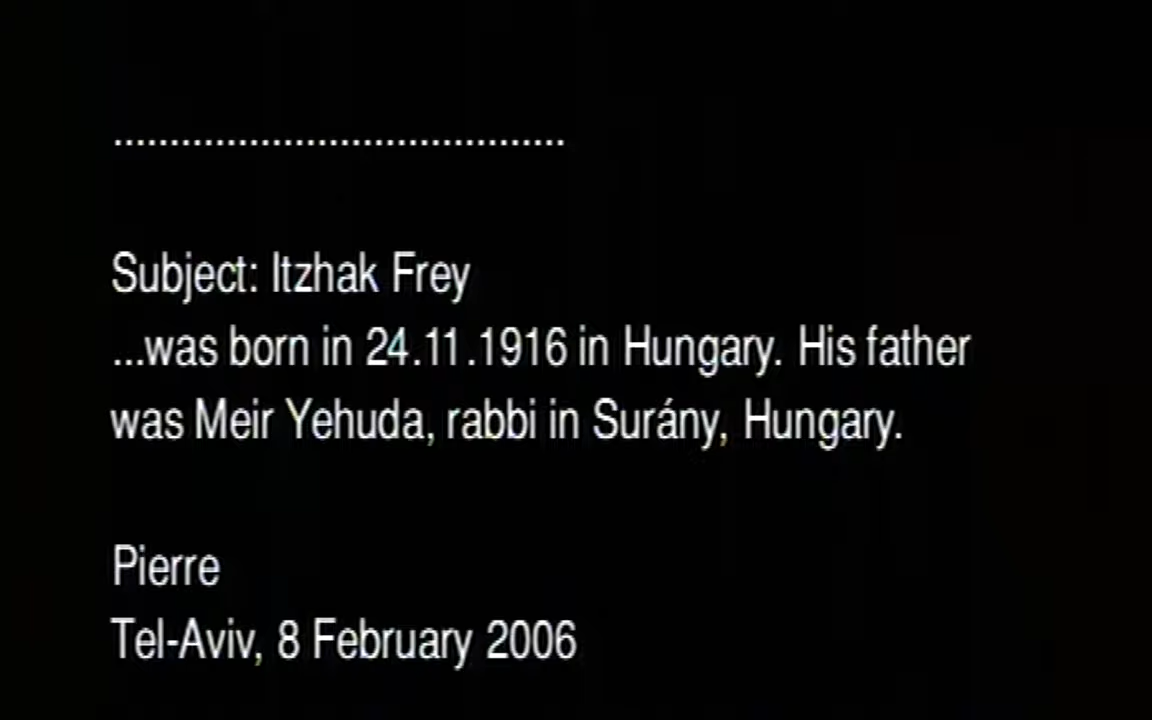 ........................................
Subject: Itzhak Frey
...was born in 24.11.1916 in Hungary. His father
was Meir Yehuda, rabbi in Surány, Hungary.
Pierre
Tel-Aviv, 8 February 2006